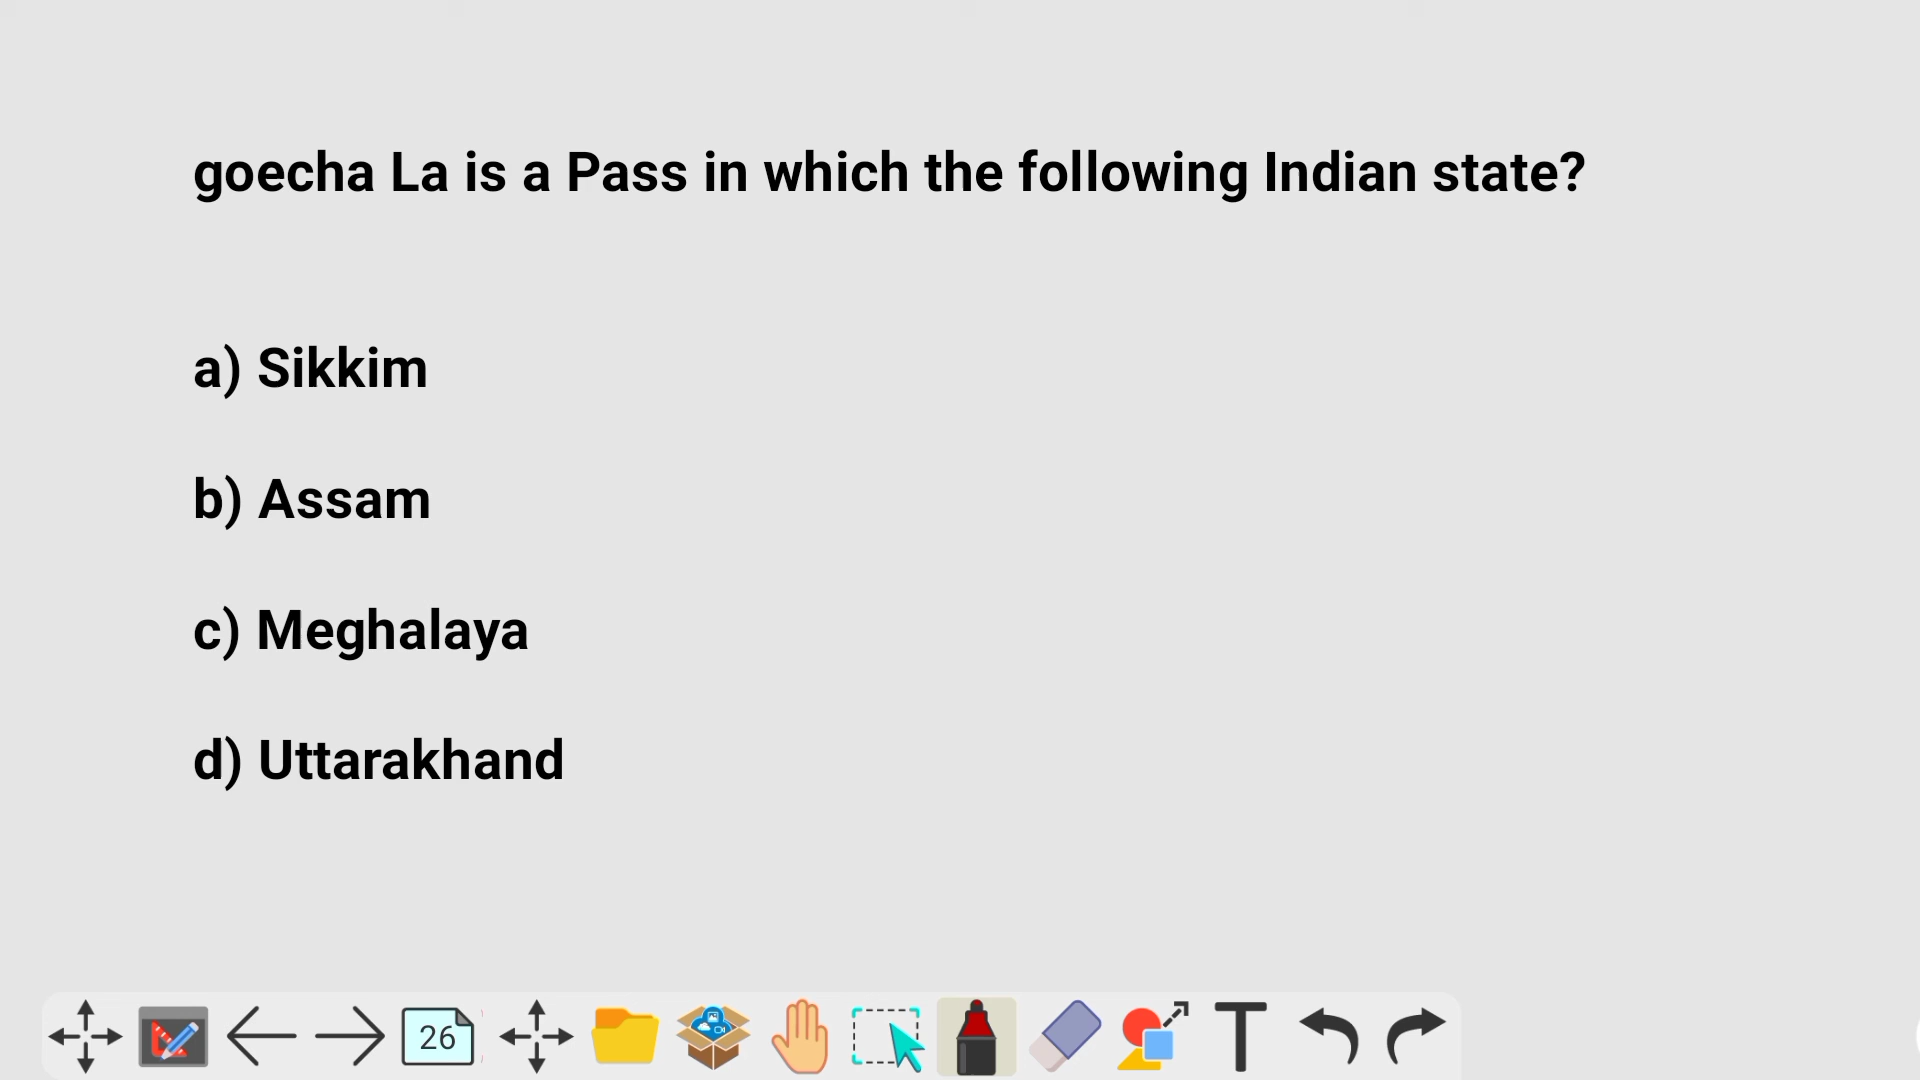 goecha La is a Pass in which the following Indian state?
a) Sikkim
b) Assam
c) Meghalaya
d) Uttarakhand
26